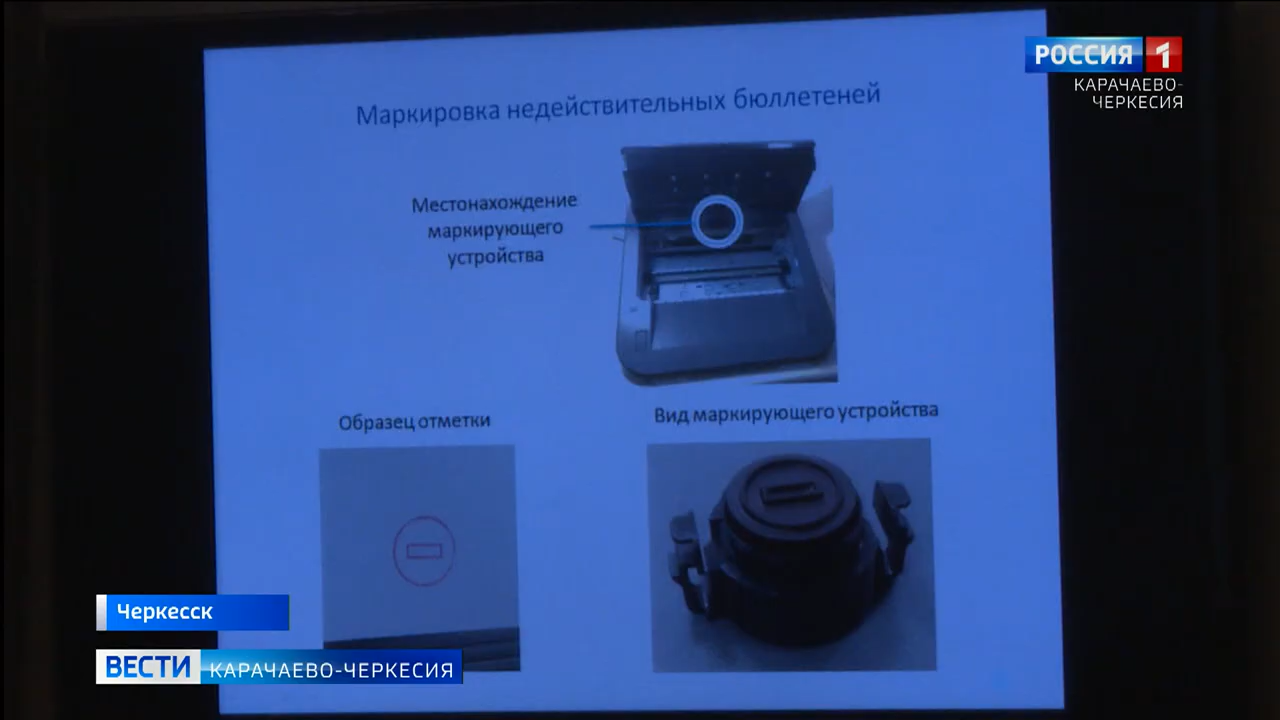 РОССИЯ 1
КАРАЧАЕВО-
ЧЕРКЕСИЯ
Маркировка недействительных бюллетеней
Местонахождение
маркирующего
устройства
Образец отметки
Вид маркирующего устройства
Черкесск
ВЕСТИ КАРАЧАЕВО-ЧЕРКЕСИЯ